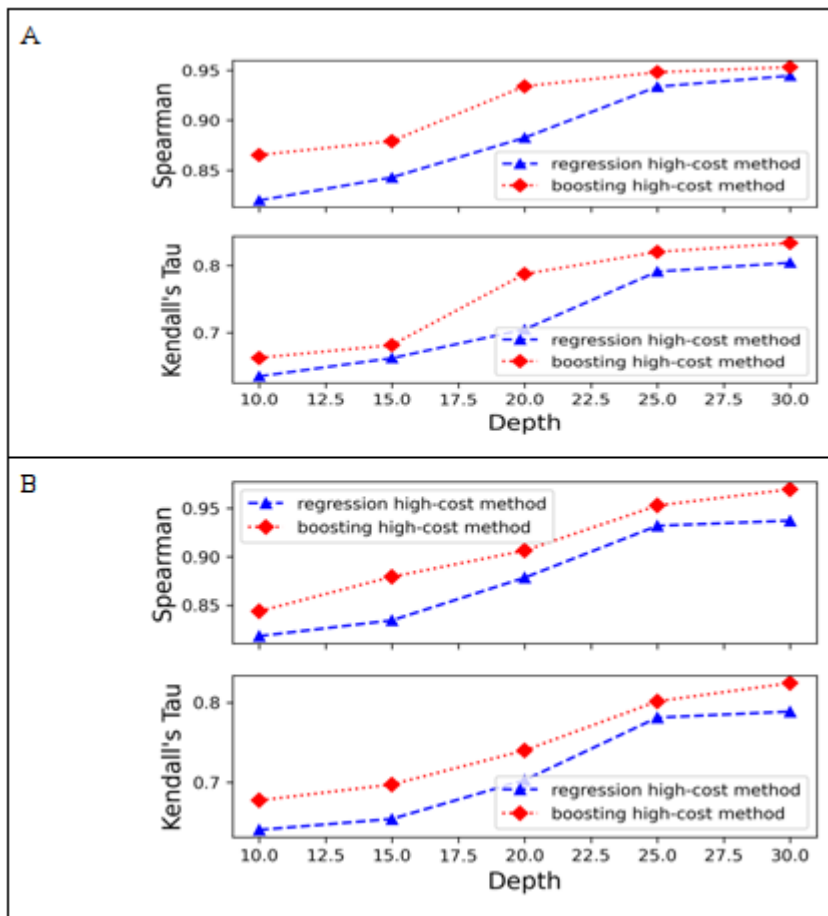 A
Spearman
0.95
0.90
0.85
regression high-cost method
boosting high-cost method
Kendall's Tau
0.8
0.7
regression high-cost method
boosting high-cost method
10.0 12.5 15.0 17.5 20.0 22.5 25.0 27.5 30.0
Depth
B
Spearman
0.95
0.90
0.85
regression high-cost method
boosting high-cost method
Kendall's Tau
0.8
0.7
regression high-cost method
boosting high-cost method
10.0 12.5 15.0 17.5 20.0 22.5 25.0 27.5 30.0
Depth